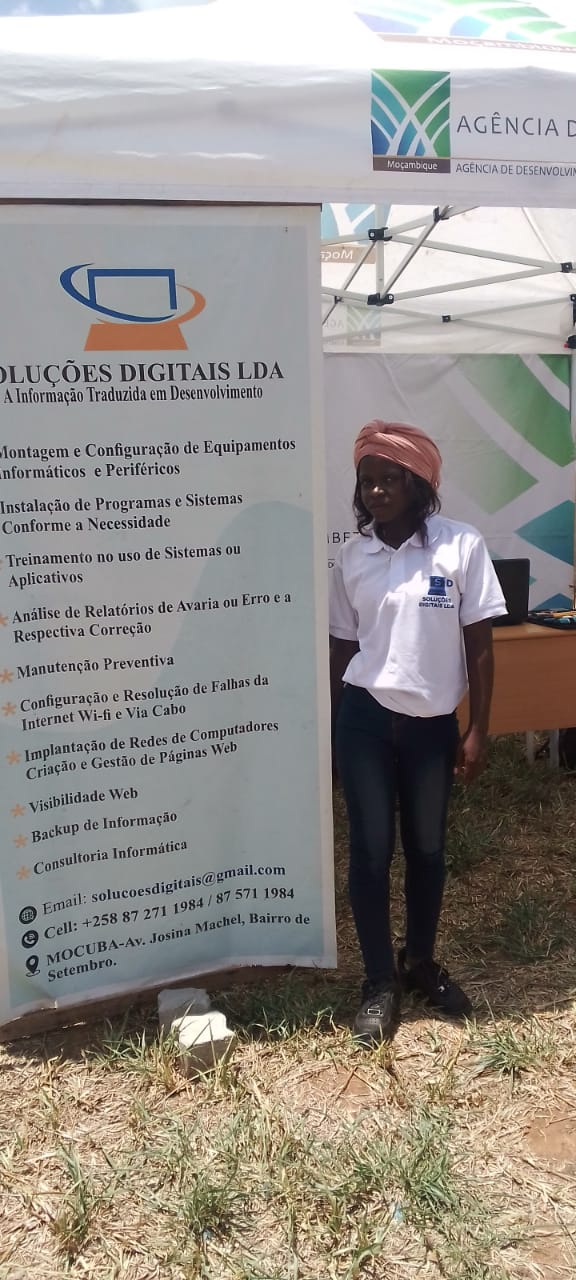 Moçambique
AGÊNCIA
Moçambique
AGÊNCIA DE
SOLUÇÕES DIGITAIS LDA
A Informação Traduzida em Desenvolvimento
Montagem e Configuração de Equipamentos
Informáticos e Periféricos
Instalação de Programas e Sistemas
Conforme a Necessidade
Treinamento no uso de Sistemas ou
Aplicativos
Análise de Relatórios de Avaria ou Erro e a
Respectiva Correção
Manutenção Preventiva
Configuração e Resolução de Falhas da
Internet Wi-fi e Via Cabo
Implantação de Redes de Computadores
Criação e Gestão de Páginas Web
Visibilidade Web
Backup de Informação
Consultoria Informática
Email: solucoesdigitais@gmail.com
Cell: +258 87 271 1984 / 87 571 1984
MOCUBA-Av. Josina Machel, Bairro de
Setembro.
S D
SOLUÇÕES
DIGITAIS LDA